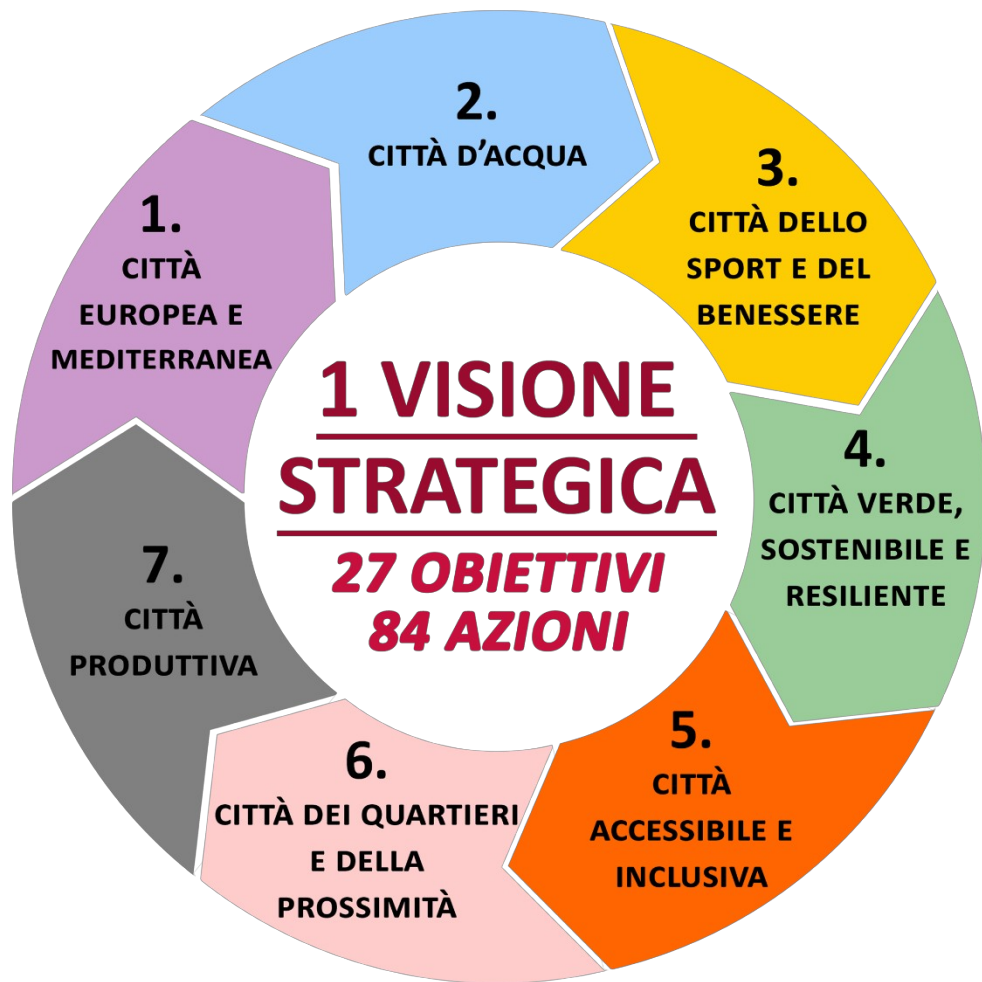 1.
CITTÀ
EUROPEA E
MEDITERRANEA
2.
CITTÀ D’ACQUA
3.
CITTÀ DELLO
SPORT E DEL
BENESSERE
4.
CITTÀ VERDE,
SOSTENIBILE E
RESILIENTE
5.
CITTÀ
ACCESSIBILE E
INCLUSIVA
6.
CITTÀ DEI QUARTIERI
E DELLA
PROSSIMITÀ
7.
CITTÀ
PRODUTTIVA
1 VISIONE
STRATEGICA
27 OBIETTIVI
84 AZIONI